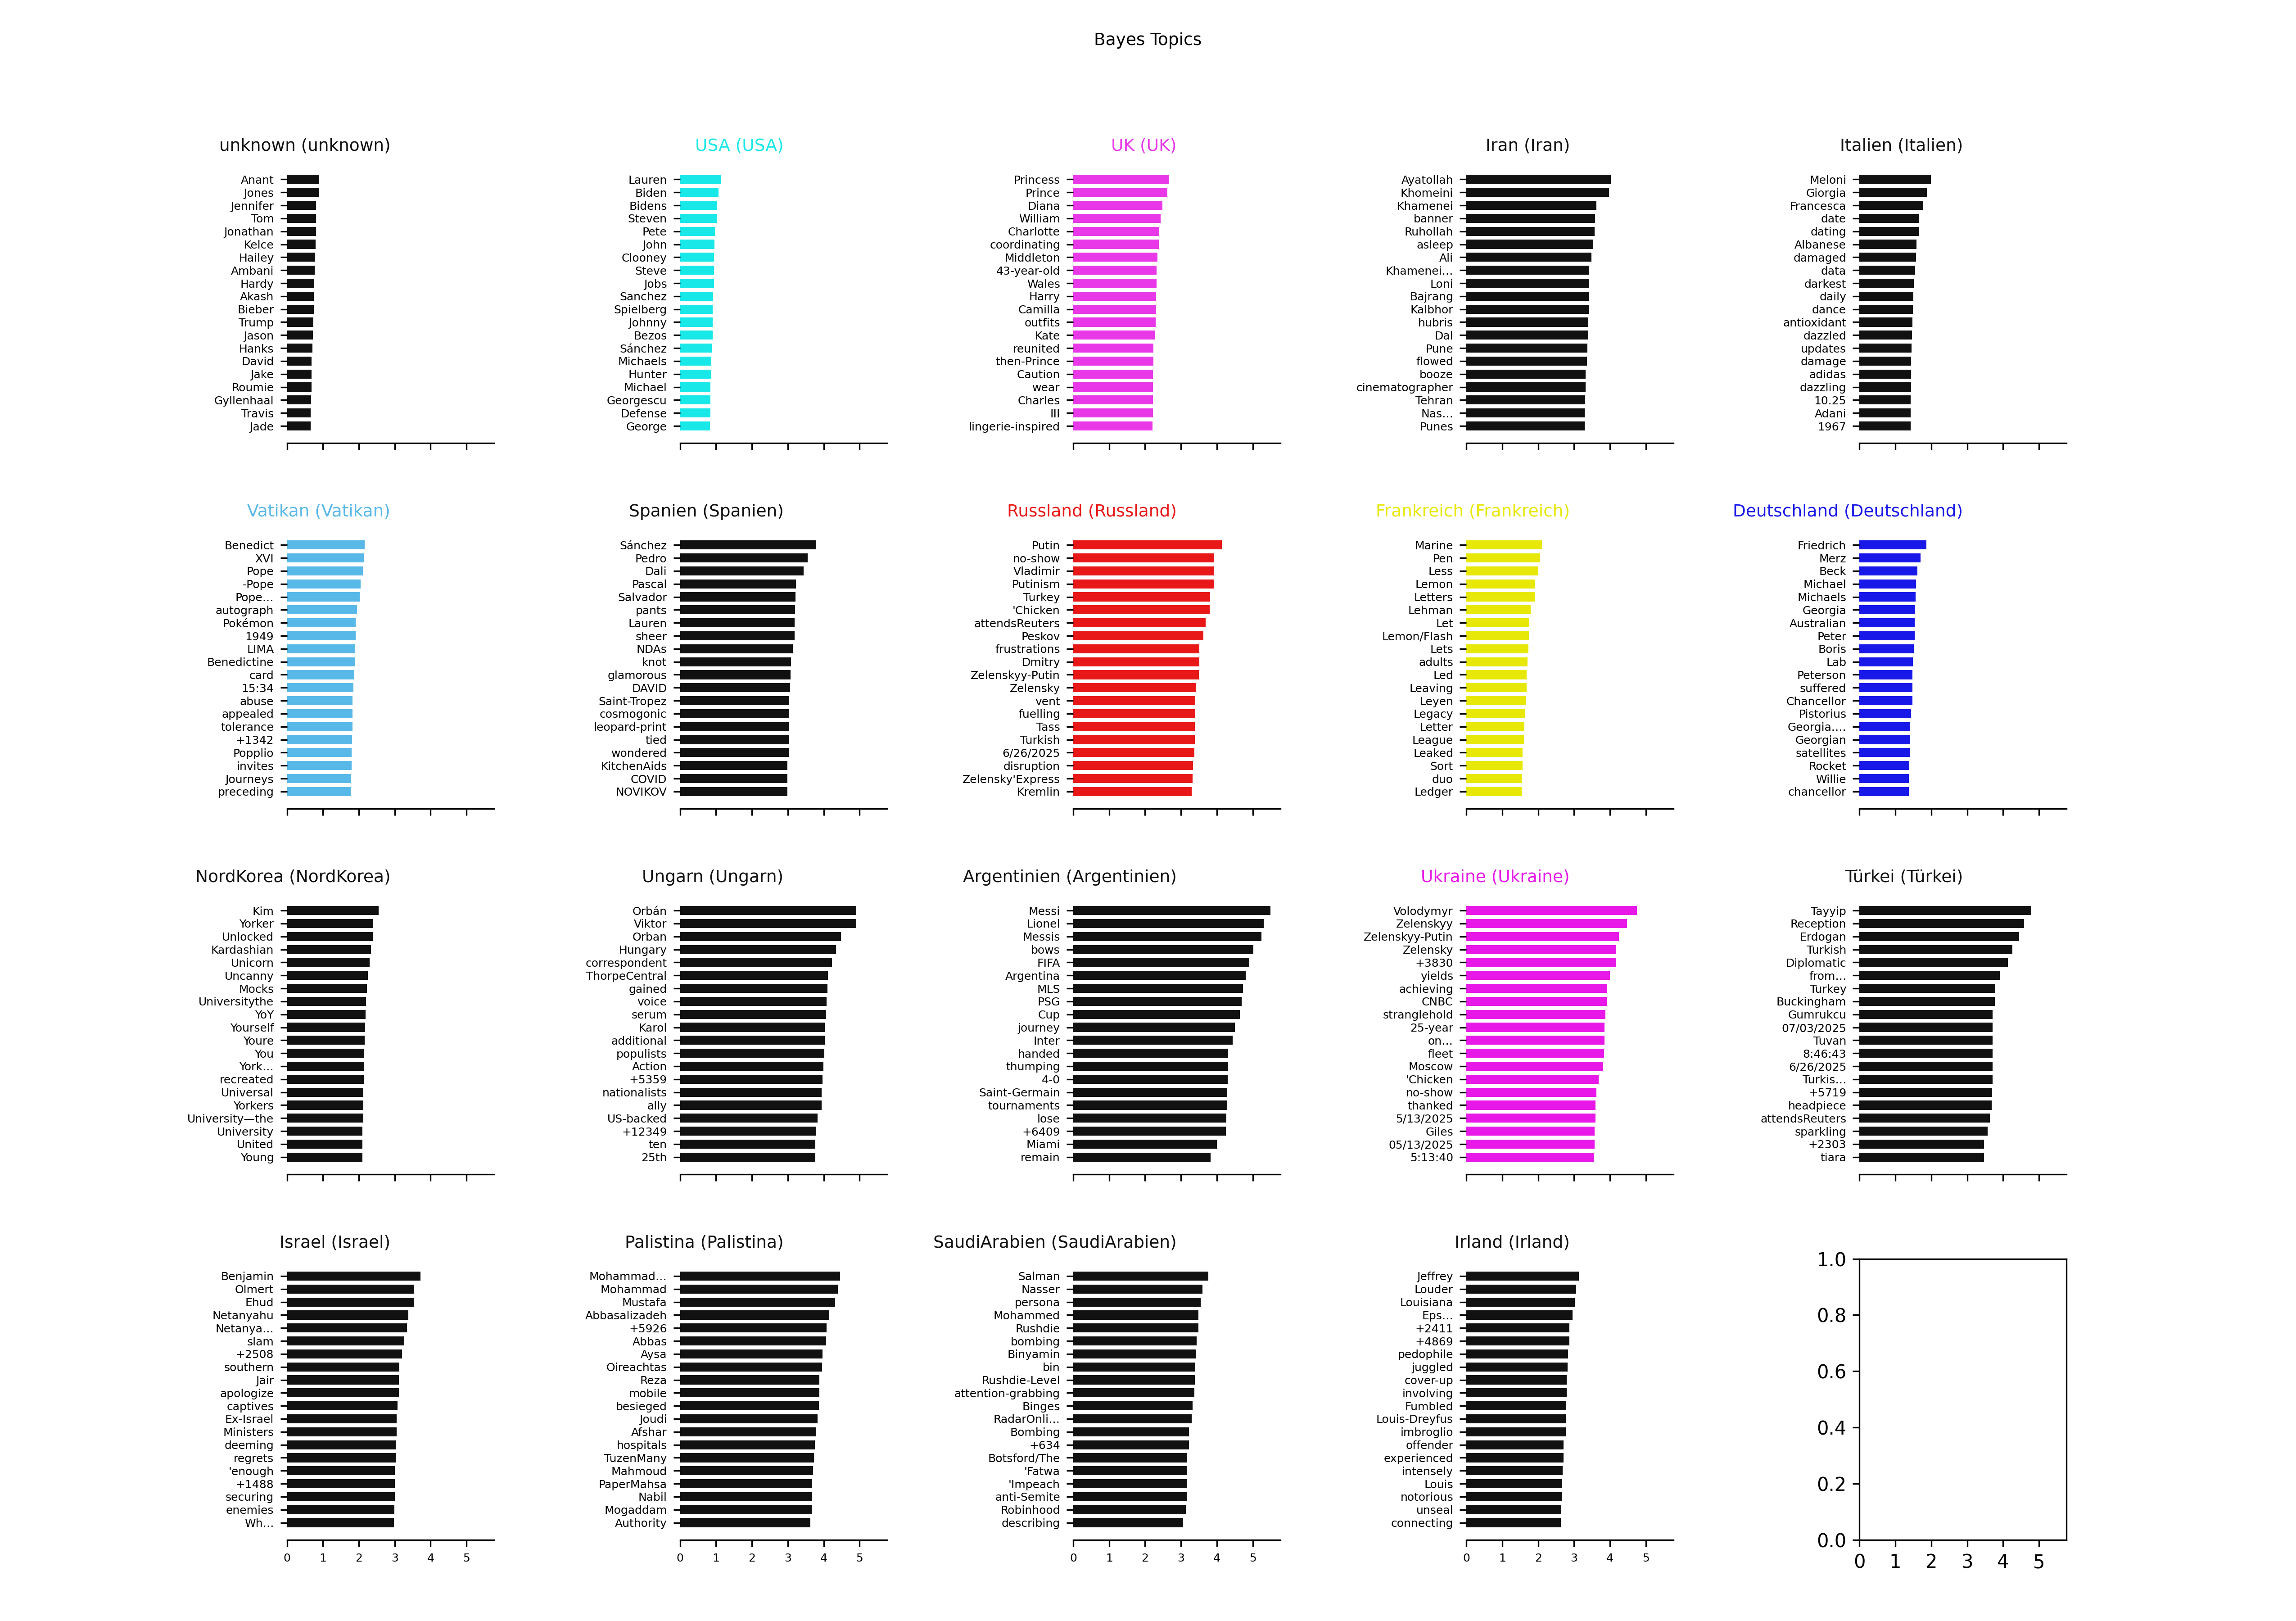 Bayes Topics
unknown (unknown)
Anant
Jones
Jennifer
Tom
Jonathan
Kelce
Hailey
Ambani
Hardy
Akash
Bieber
Trump
Jason
Hanks
David
Jake
Roumie
Gyllenhaal
Travis
Jade
USA (USA)
Lauren
Biden
Bidens
Steven
Pete
John
Clooney
Steve
Jobs
Sanchez
Spielberg
Johnny
Bezos
Sánchez
Michaels
Hunter
Michael
Georgescu
Defense
George
UK (UK)
Princess
Prince
Diana
William
Charlotte
coordinating
Middleton
43-year-old
Wales
Harry
Camilla
outfits
Kate
reunited
then-Prince
Caution
wear
Charles
III
lingerie-inspired
Iran (Iran)
Ayatollah
Khomeini
Khamenei
banner
Ruhollah
asleep
Ali
Khamenei…
Loni
Bajrang
Kalbhor
hubris
Dal
Pune
flowed
booze
cinematographer
Tehran
Nas…
Punes
Italien (Italien)
Meloni
Giorgia
Francesca
date
dating
Albanese
damaged
data
darkest
daily
dance
antioxidant
dazzled
updates
damage
adidas
dazzling
10.25
Adani
1967
Vatikan (Vatikan)
Benedict
XVI
Pope
-Pope
Pope…
autograph
Pokémon
1949
LIMA
Benedictine
card
15:34
abuse
appealed
tolerance
+1342
Popplio
invites
Journeys
preceding
Spanien (Spanien)
Sánchez
Pedro
Dali
Pascal
Salvador
pants
Lauren
sheer
NDAs
knot
glamorous
DAVID
Saint-Tropez
cosmogonic
leopard-print
tied
wondered
KitchenAids
COVID
NOVIKOV
Russland (Russland)
Putin
no-show
Vladimir
Putinism
Turkey
'Chicken
attendsReuters
Peskov
frustrations
Dmitry
Zelenskyy-Putin
Zelensky
vent
fuelling
Tass
Turkish
6/26/2025
disruption
Zelensky'Express
Kremlin
Frankreich (Frankreich)
Marine
Pen
Less
Lemon
Letters
Lehman
Let
Lemon/Flash
Lets
adults
Led
Leaving
Leyen
Legacy
Letter
League
Leaked
Sort
duo
Ledger
Deutschland (Deutschland)
Friedrich
Merz
Beck
Michael
Michaels
Georgia
Australian
Peter
Boris
Lab
Peterson
suffered
Chancellor
Pistorius
Georgia.…
Georgian
satellites
Rocket
Willie
chancellor
NordKorea (NordKorea)
Kim
Yorker
Unlocked
Kardashian
Unicorn
Uncanny
Mocks
Universitythe
YoY
Yourself
Youre
You
York…
recreated
Universal
Yorkers
University—the
University
United
Young
Ungarn (Ungarn)
Orbán
Viktor
Orban
Hungary
correspondent
ThorpeCentral
gained
voice
serum
Karol
additional
populists
Action
+5359
nationalists
ally
US-backed
+12349
ten
25th
Argentinien (Argentinien)
Messi
Lionel
Messis
bows
FIFA
Argentina
MLS
PSG
Cup
journey
Inter
handed
thumping
4-0
Saint-Germain
tournaments
lose
+6409
Miami
remain
Ukraine (Ukraine)
Volodymyr
Zelenskyy
Zelenskyy-Putin
Zelensky
+3830
yields
achieving
CNBC
stranglehold
25-year
on…
fleet
Moscow
'Chicken
no-show
thanked
5/13/2025
Giles
05/13/2025
5:13:40
Türkei (Türkei)
Tayyip
Reception
Erdogan
Turkish
Diplomatic
from…
Turkey
Buckingham
Gumrukcu
07/03/2025
Tuvan
8:46:43
6/26/2025
Turkis…
+5719
headpiece
attendsReuters
sparkling
+2303
tiara
Israel (Israel)
Benjamin
Olmert
Ehud
Netanyahu
Netanya…
slam
+2508
southern
Jair
apologize
captives
Ex-Israel
Ministers
deeming
regrets
'enough
+1488
securing
enemies
Wh…
0 1 2 3 4 5
Palistina (Palistina)
Mohammad…
Mohammad
Mustafa
Abbasalizadeh
+5926
Abbas
Aysa
Oireachtas
Reza
mobile
besieged
Joudi
Afshar
hospitals
TuzenMany
Mahmoud
PaperMahsa
Nabil
Mogaddam
Authority
0 1 2 3 4 5
SaudiArabien (SaudiArabien)
Salman
Nasser
persona
Mohammed
Rushdie
bombing
Binyamin
bin
Rushdie-Level
attention-grabbing
Binges
RadarOnli…
Bombing
+634
Botsford/The
'Fatwa
'Impeach
anti-Semite
Robinhood
describing
0 1 2 3 4 5
Irland (Irland)
Jeffrey
Louder
Louisiana
Eps…
+2411
+4869
pedophile
juggled
cover-up
involving
Fumbled
Louis-Dreyfus
imbroglio
offender
experienced
intensely
Louis
notorious
unseal
connecting
0 1 2 3 4 5
1.0
0.8
0.6
0.4
0.2
0.0
0 1 2 3 4 5